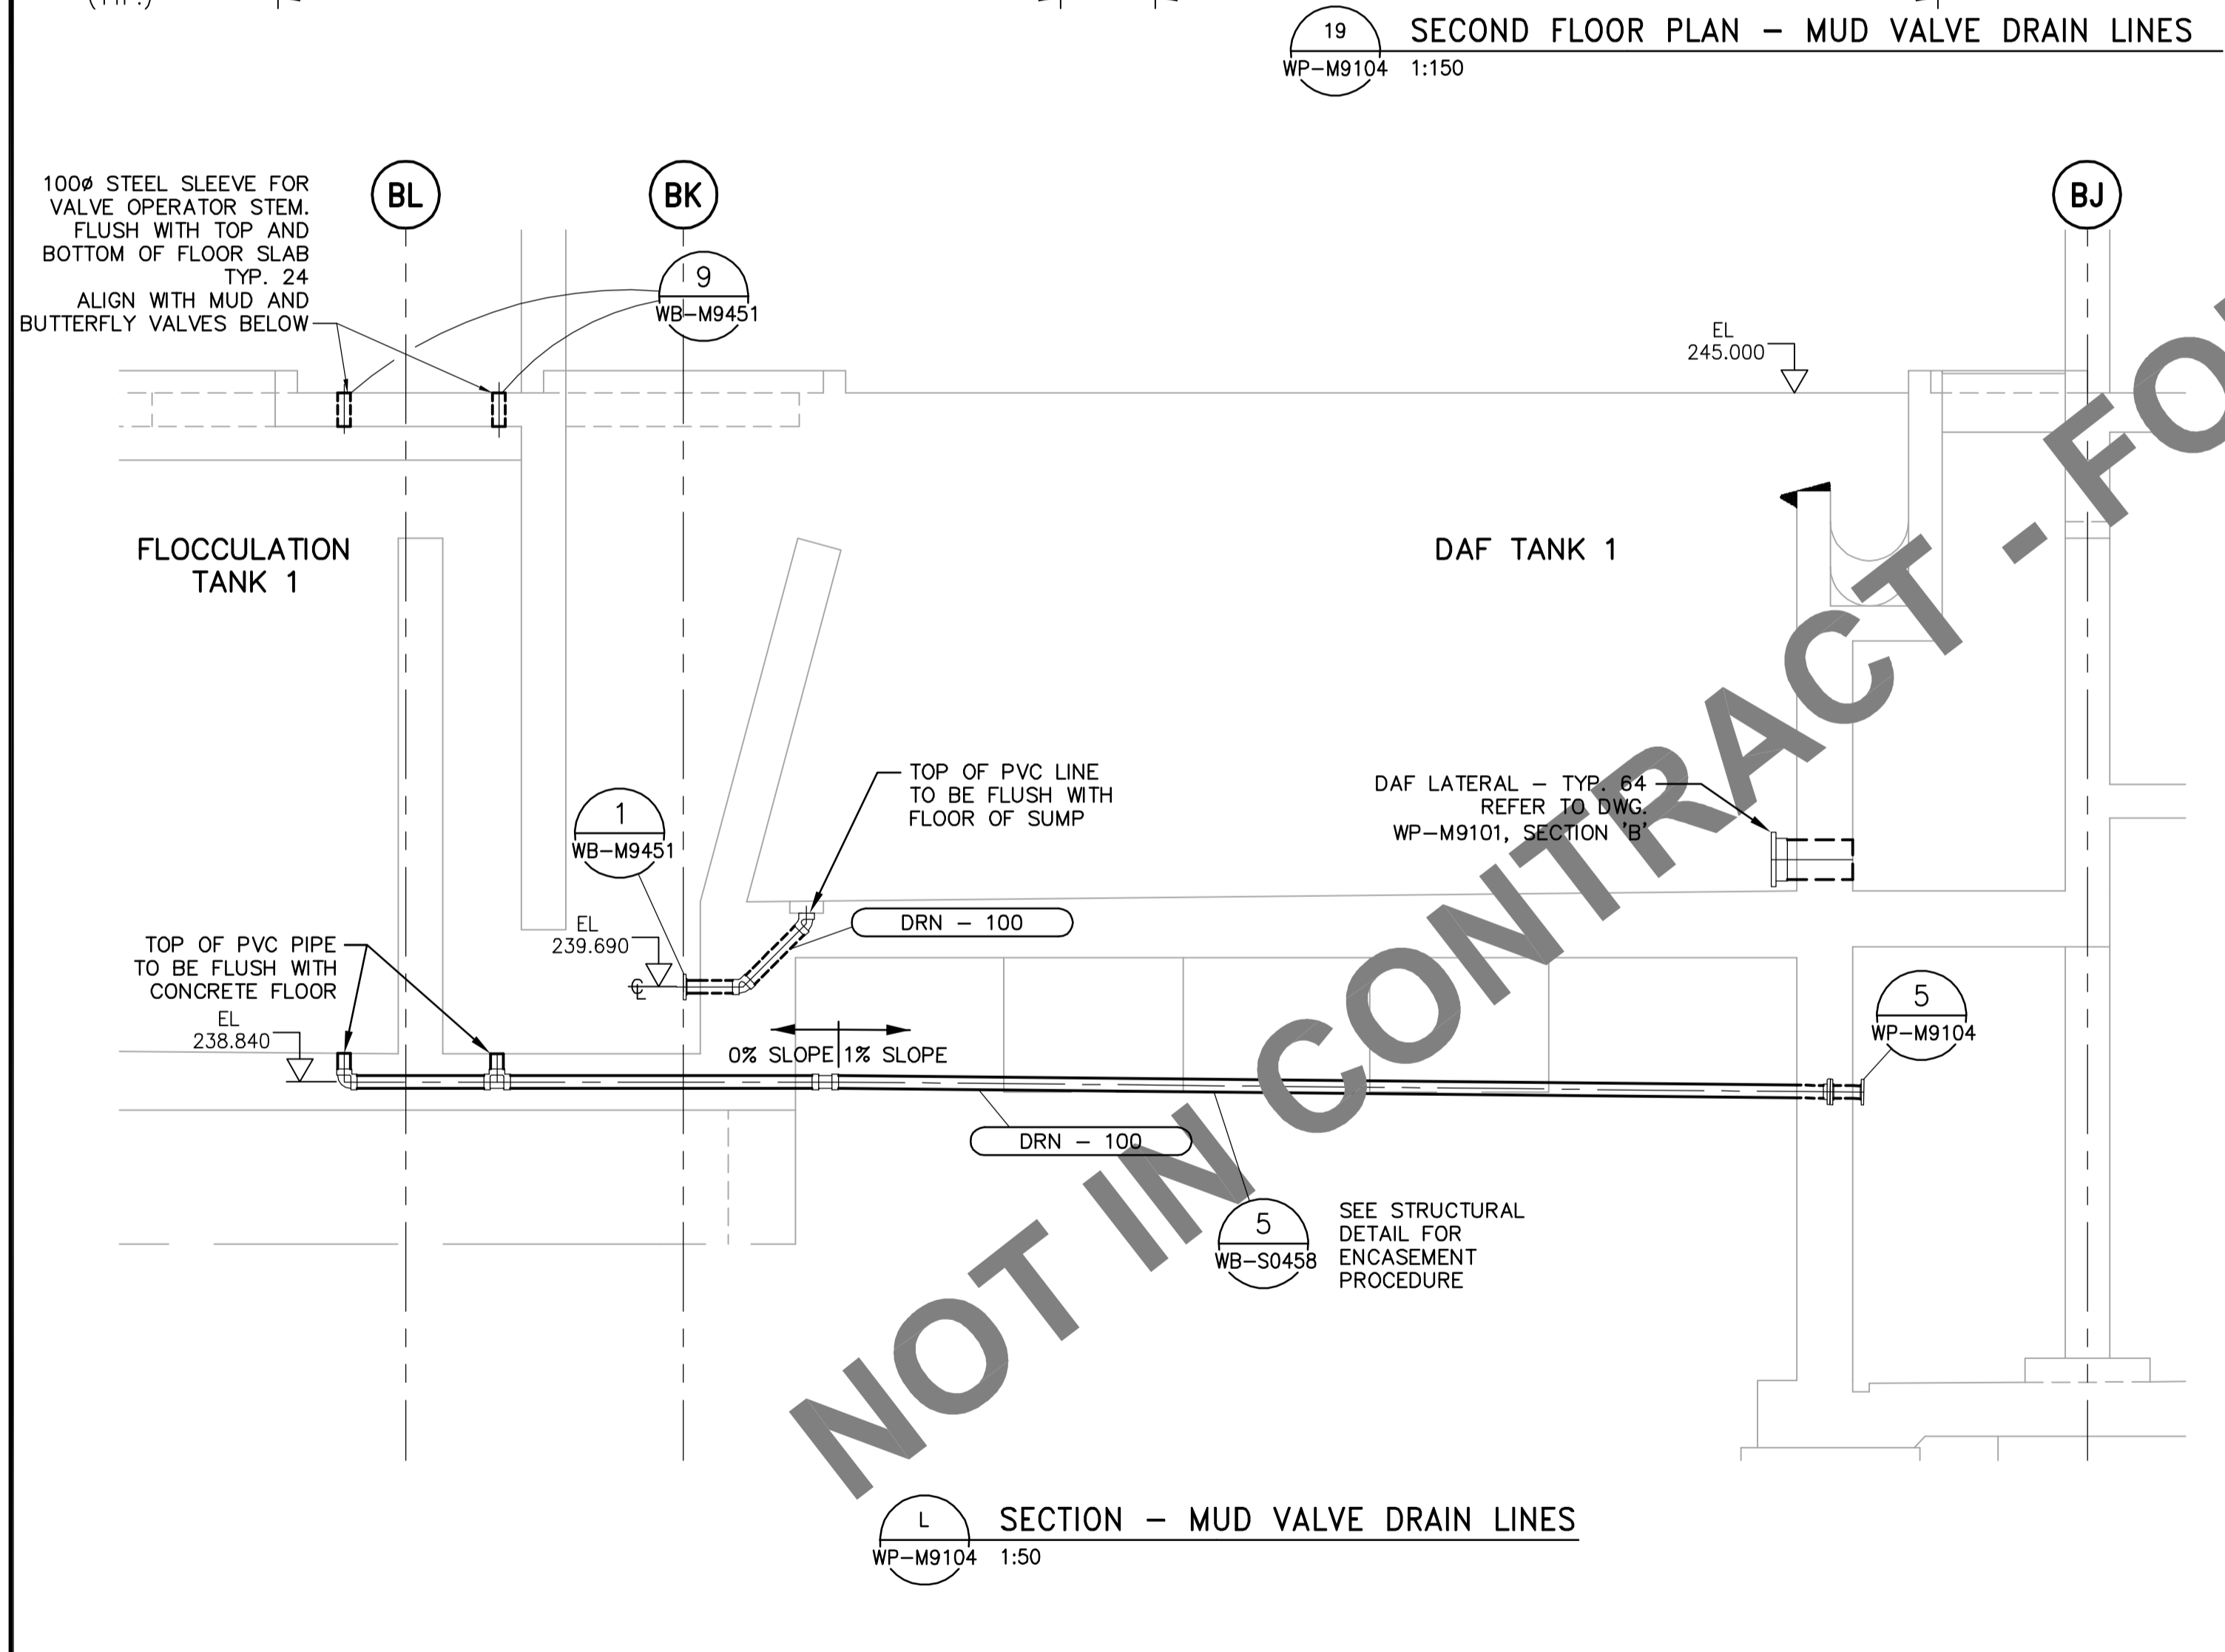 (TYP.)
19
WP-M9104
SECOND FLOOR PLAN - MUD VALVE DRAIN LINES
1:150
100ø STEEL SLEEVE FOR
VALVE OPERATOR STEM.
FLUSH WITH TOP AND
BOTTOM OF FLOOR SLAB
TYP. 24
ALIGN WITH MUD AND
BUTTERFLY VALVES BELOW
BL
BK
BJ
9
WB-M9451
EL
245.000
FLOCCULATION
TANK 1
DAF TANK 1
TOP OF PVC LINE
TO BE FLUSH WITH
FLOOR OF SUMP
DAF LATERAL - TYP. 64
REFER TO DWG.
WP-M9101, SECTION 'B'
1
WB-M9451
EL
239.690
℄
DRN - 100
TOP OF PVC PIPE
TO BE FLUSH WITH
CONCRETE FLOOR
EL
238.840
0% SLOPE
1% SLOPE
5
WP-M9104
DRN - 100
5
WB-S0458
SEE STRUCTURAL
DETAIL FOR
ENCASEMENT
PROCEDURE
NOT IN CONTRACT - FO
L
WP-M9104
SECTION - MUD VALVE DRAIN LINES
1:50